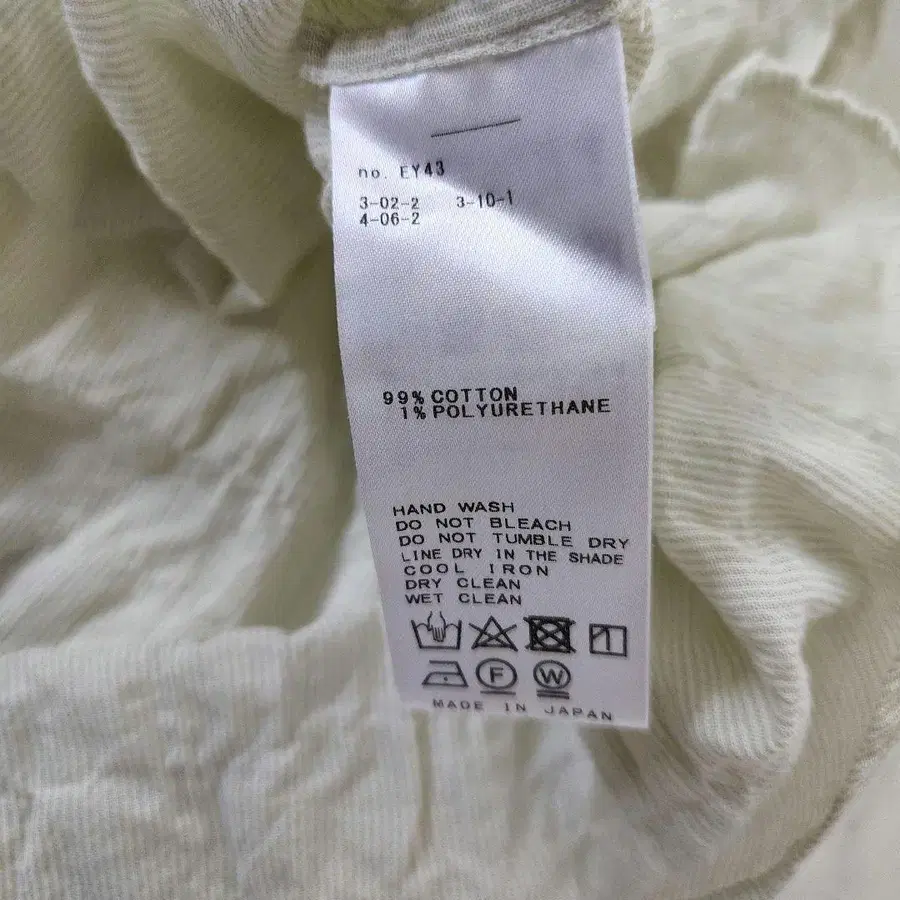 no. EY43
3-02-2 3-10-1
4-06-2
99% COTTON
1% POLYURETHANE
HAND WASH
DO NOT BLEACH
DO NOT TUMBLE DRY
LINE DRY IN THE SHADE
COOL IRON
DRY CLEAN
WET CLEAN
F W
MADE IN JAPAN